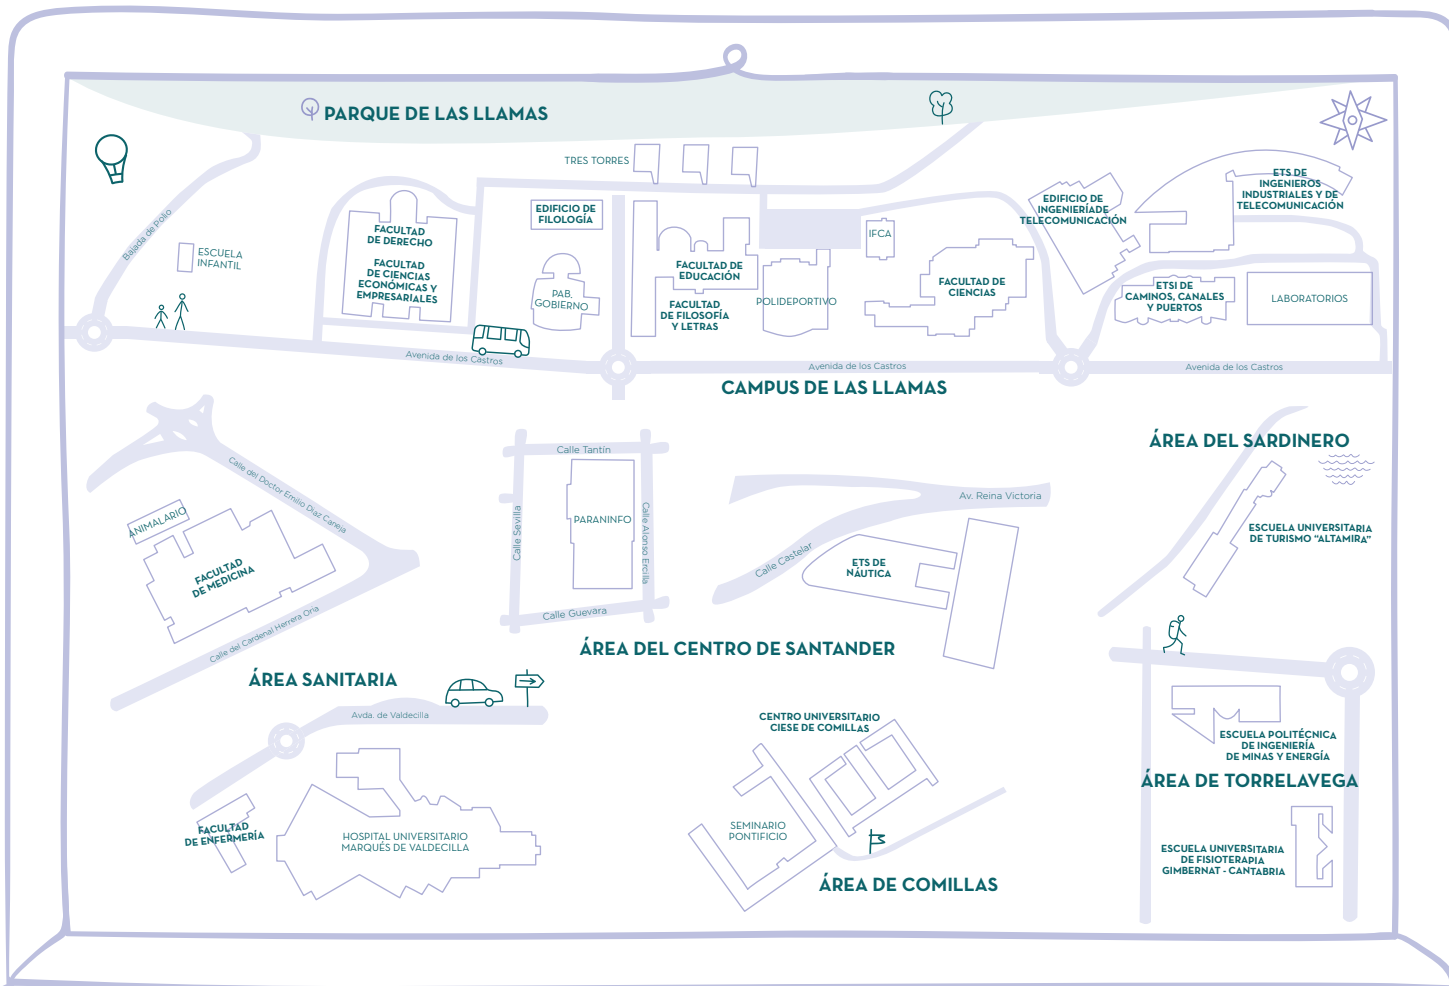 PARQUE DE LAS LLAMAS
TRES TORRES
Bajada de Polio
ESCUELA
INFANTIL
FACULTAD
DE DERECHO
FACULTAD
DE CIENCIAS
ECONÓMICAS Y
EMPRESARIALES
EDIFICIO DE
FILOLOGÍA
PAB.
GOBIERNO
FACULTAD DE
EDUCACIÓN
FACULTAD
DE FILOSOFÍA
Y LETRAS
POLIDEPORTIVO
IFCA
FACULTAD DE
CIENCIAS
EDIFICIO DE
INGENIERÍADE
TELECOMUNICACIÓN
ETS DE
INGENIEROS
INDUSTRIALES Y DE
TELECOMUNICACIÓN
ETSI DE
CAMINOS, CANALES
Y PUERTOS
LABORATORIOS
Avenida de los Castros
Avenida de los Castros
Avenida de los Castros
CAMPUS DE LAS LLAMAS
Calle del Doctor Emilio Diaz Caneja
ANIMALARIO
FACULTAD
DE MEDICINA
Calle del Cardenal Herrera Oria
ÁREA SANITARIA
Avda. de Valdecilla
FACULTAD
DE ENFERMERÍA
HOSPITAL UNIVERSITARIO
MARQUÉS DE VALDECILLA
Calle Tantín
Calle Sevilla
PARANINFO
Calle Alonso Ercilla
Calle Guevara
Av. Reina Victoria
Calle Castelar
ETS DE
NÁUTICA
ÁREA DEL CENTRO DE SANTANDER
CENTRO UNIVERSITARIO
CIESE DE COMILLAS
SEMINARIO
PONTIFICIO
ÁREA DE COMILLAS
ÁREA DEL SARDINERO
ESCUELA UNIVERSITARIA
DE TURISMO “ALTAMIRA”
ESCUELA POLITÉCNICA
DE INGENIERÍA
DE MINAS Y ENERGÍA
ÁREA DE TORRELAVEGA
ESCUELA UNIVERSITARIA
DE FISIOTERAPIA
GIMBERNAT - CANTABRIA